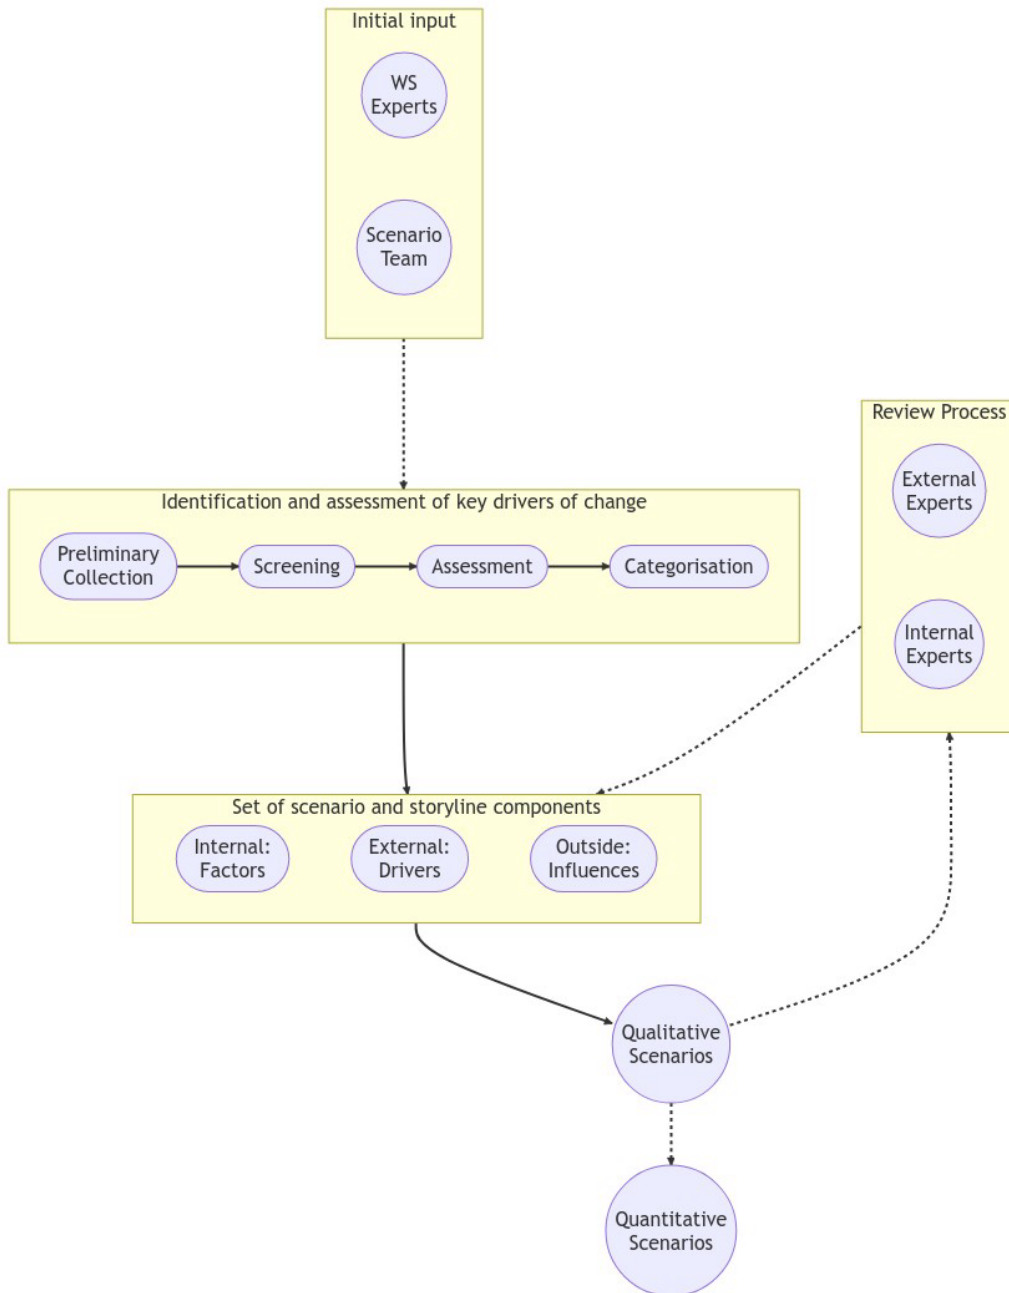 Initial input
WS
Experts
Scenario
Team
Review Process
External
Experts
Internal
Experts
Identification and assessment of key drivers of change
Preliminary
Collection
Screening
Assessment
Categorisation
Set of scenario and storyline components
Internal:
Factors
External:
Drivers
Outside:
Influences
Qualitative
Scenarios
Quantitative
Scenarios